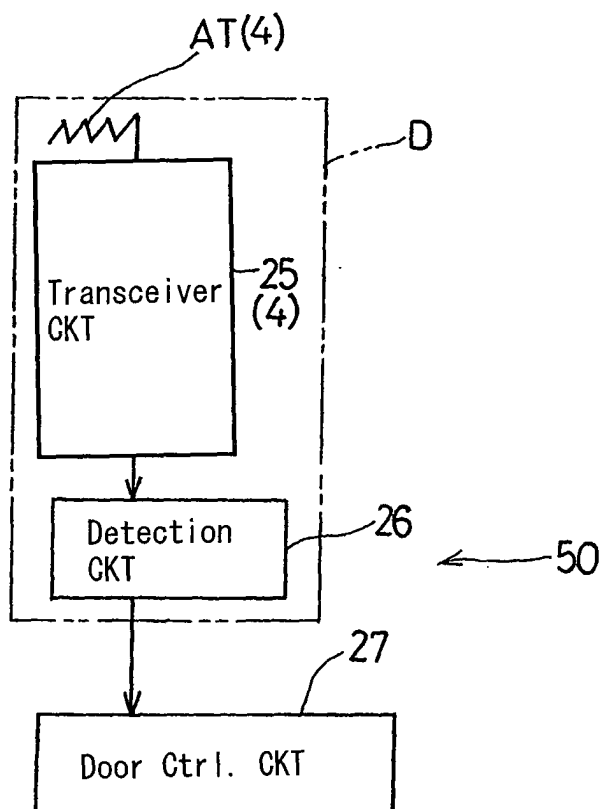 AT(4)
D
Transceiver
CKT
25
(4)
Detection
CKT
26
50
27
Door Ctrl. CKT